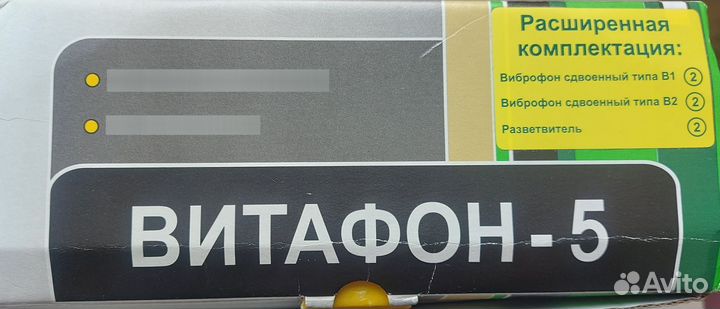 Расширенная
комплектация:
Виброфон сдвоенный типа В1 2
Виброфон сдвоенный типа В2 2
Разветвитель 2
ВИТАФОН-5
Avito